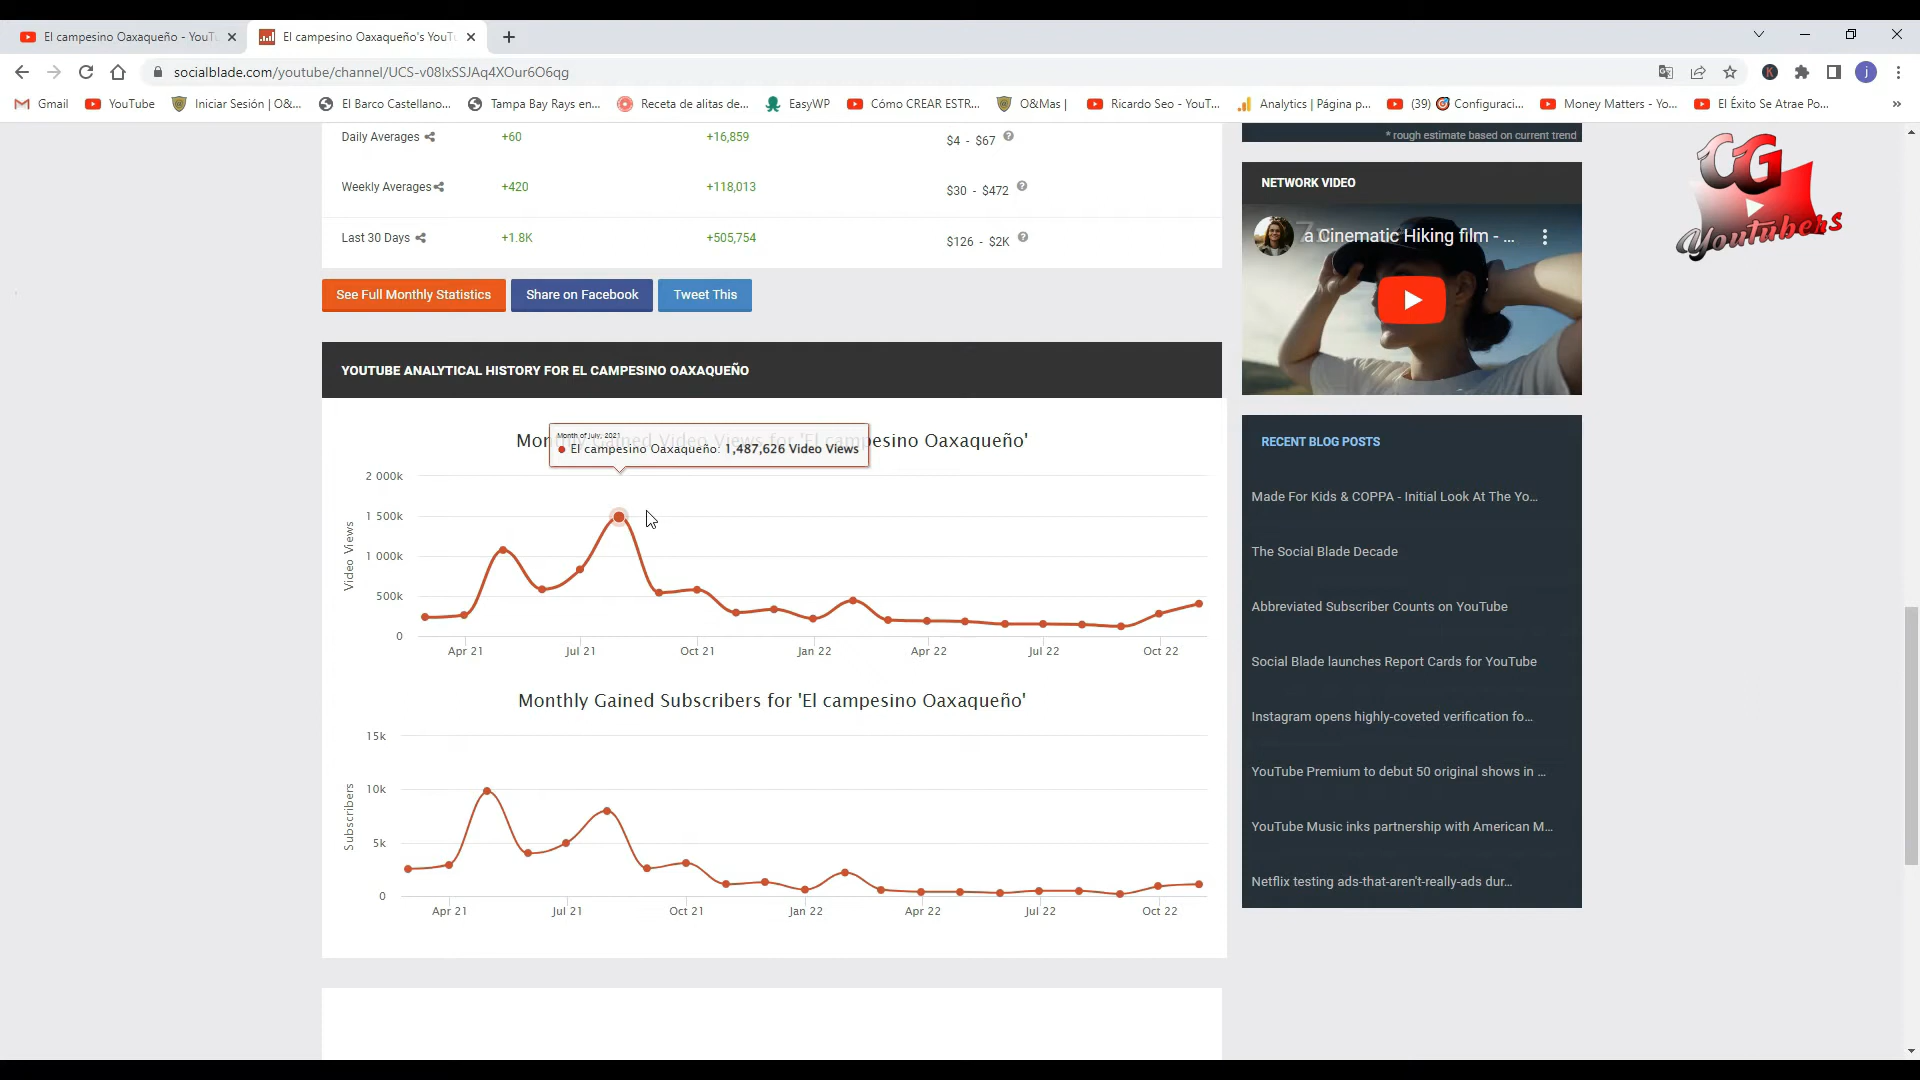 El campesino Oaxaqueño - YouT
El campesino Oaxaqueño's YouT
socialblade.com/youtube/channel/UCS-v08IxSSJAq4XOur6O6qg
Gmail
YouTube
Iniciar Sesión | O&...
El Barco Castellano...
Tampa Bay Rays en...
Receta de alitas de...
EasyWP
Cómo CREAR ESTR...
O&Mas |
Ricardo Seo - YouT...
Analytics | Página p...
(39) Configuraci...
Money Matters - Yo...
El Éxito Se Atrae Po...
K
j
Daily Averages +60 +16,859 $4 - $67
Weekly Averages +420 +118,013 $30 - $472
Last 30 Days +1.8K +505,754 $126 - $2K
See Full Monthly Statistics
Share on Facebook
Tweet This
YOUTUBE ANALYTICAL HISTORY FOR EL CAMPESINO OAXAQUEÑO
Monthly Gained Video Views for 'El campesino Oaxaqueño'
Month of July, 2021
El campesino Oaxaqueño: 1,487,626 Video Views
2 000k
1 500k
1 000k
500k
0
Video Views
Apr 21 Jul 21 Oct 21 Jan 22 Apr 22 Jul 22 Oct 22
Monthly Gained Subscribers for 'El campesino Oaxaqueño'
15k
10k
5k
0
Subscribers
Apr 21 Jul 21 Oct 21 Jan 22 Apr 22 Jul 22 Oct 22
* rough estimate based on current trend
NETWORK VIDEO
a Cinematic Hiking film - ...
RECENT BLOG POSTS
Made For Kids & COPPA - Initial Look At The Yo...
The Social Blade Decade
Abbreviated Subscriber Counts on YouTube
Social Blade launches Report Cards for YouTube
Instagram opens highly-coveted verification fo...
YouTube Premium to debut 50 original shows in ...
YouTube Music inks partnership with American M...
Netflix testing ads-that-aren't-really-ads dur...
CG
Youtubers